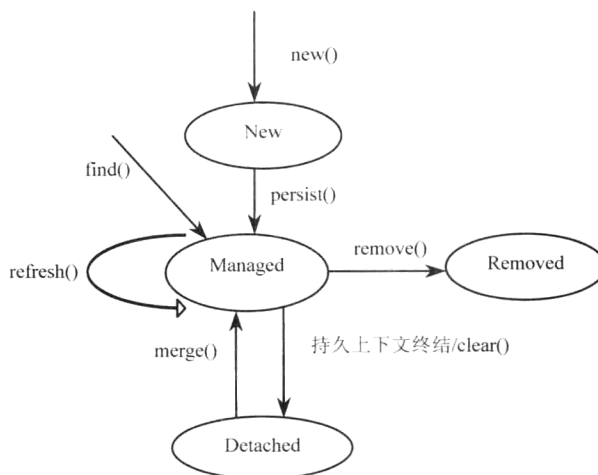 new()
New
find()
persist()
Managed
remove()
Removed
refresh()
merge()
持久上下文终结/clear()
Detached